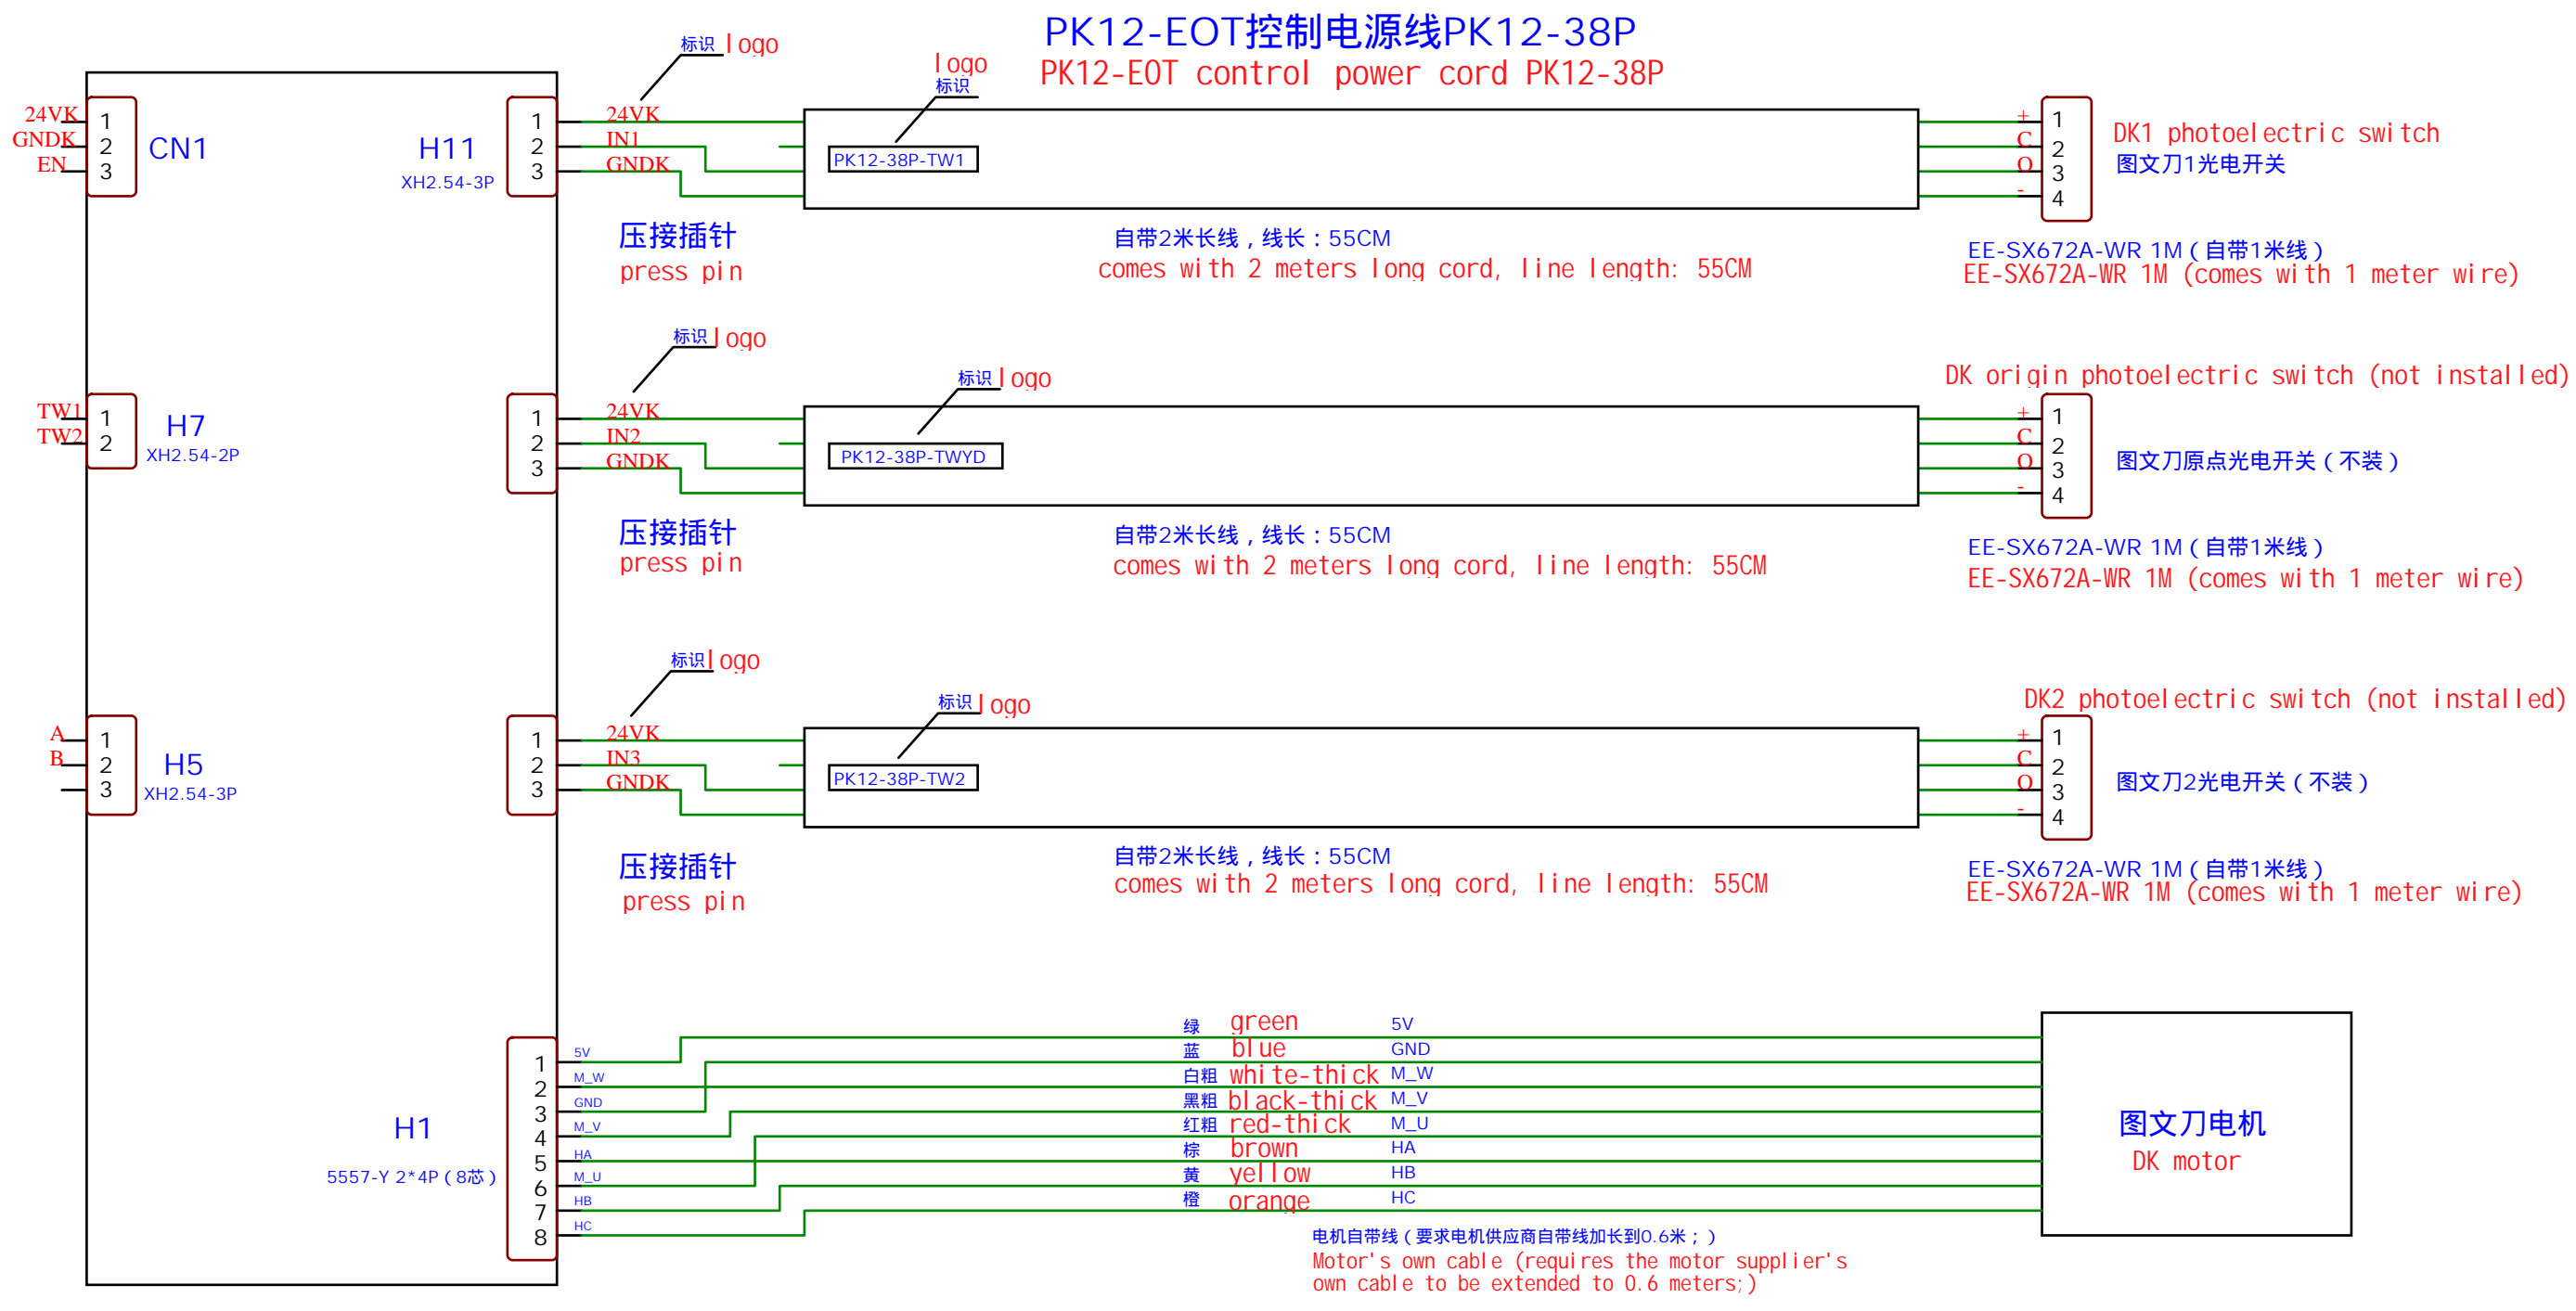 PK12-EOT控制电源线PK12-38P
PK12-EOT control power cord PK12-38P
标识 logo
logo
标识
24VK
GNDK
EN
1
2
3
CN1
H11
XH2.54-3P
1
2
3
24VK
IN1
GNDK
PK12-38P-TW1
+
C
O
-
1
2
3
4
DK1 photoelectric switch
图文刀1光电开关
压接插针
press pin
自带2米长线，线长：55CM
comes with 2 meters long cord, line length: 55CM
EE-SX672A-WR 1M（自带1米线）
EE-SX672A-WR 1M (comes with 1 meter wire)
标识 logo
标识 logo
TW1
TW2
1
2
H7
XH2.54-2P
1
2
3
24VK
IN2
GNDK
PK12-38P-TWYD
DK origin photoelectric switch (not installed)
+
C
O
-
1
2
3
4
图文刀原点光电开关（不装）
压接插针
press pin
自带2米长线，线长：55CM
comes with 2 meters long cord, line length: 55CM
EE-SX672A-WR 1M（自带1米线）
EE-SX672A-WR 1M (comes with 1 meter wire)
标识 logo
标识 logo
A
B
1
2
3
H5
XH2.54-3P
1
2
3
24VK
IN3
GNDK
PK12-38P-TW2
DK2 photoelectric switch (not installed)
+
C
O
-
1
2
3
4
图文刀2光电开关（不装）
压接插针
press pin
自带2米长线，线长：55CM
comes with 2 meters long cord, line length: 55CM
EE-SX672A-WR 1M（自带1米线）
EE-SX672A-WR 1M (comes with 1 meter wire)
H1
5557-Y 2*4P（8芯）
1
2
3
4
5
6
7
8
5V
M_W
GND
M_V
HA
M_U
HB
HC
绿 green 5V
蓝 blue GND
白粗 white-thick M_W
黑粗 black-thick M_V
红粗 red-thick M_U
棕 brown HA
黄 yellow HB
橙 orange HC
图文刀电机
DK motor
电机自带线（要求电机供应商自带线加长到0.6米；）
Motor's own cable (requires the motor supplier's
own cable to be extended to 0.6 meters;)